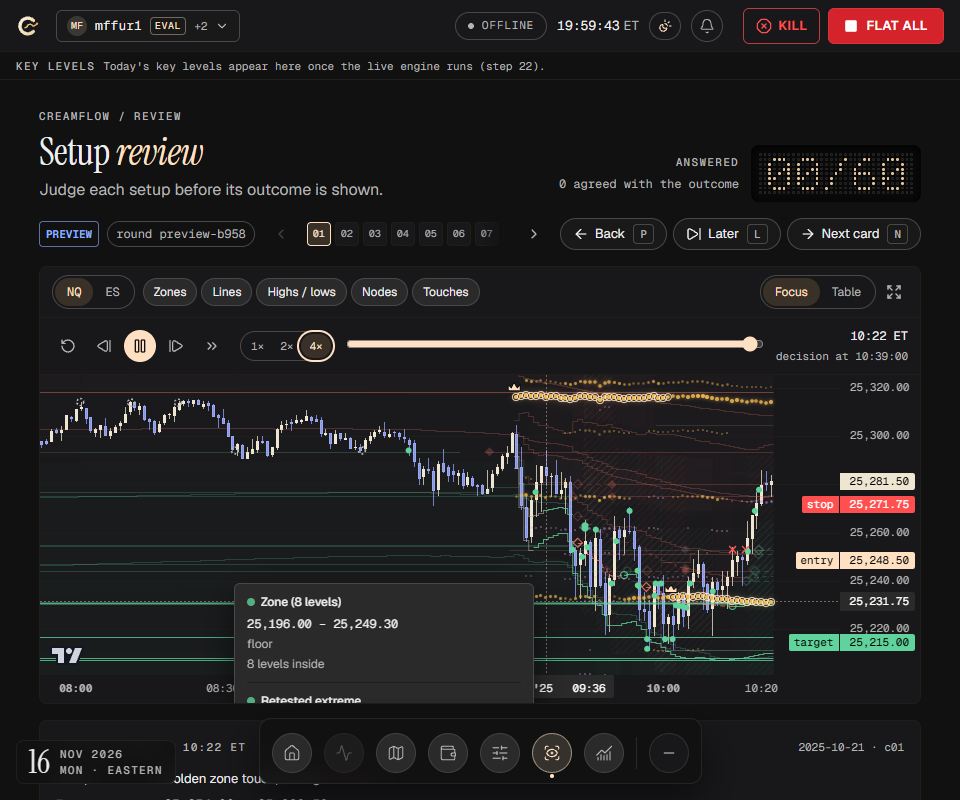 MF mffur1 EVAL +2
OFFLINE
19:59:43 ET
KILL
FLAT ALL
KEY LEVELS Today's key levels appear here once the live engine runs (step 22).
CREAMFLOW / REVIEW
Setup review
Judge each setup before its outcome is shown.
ANSWERED
0 agreed with the outcome
00/60
PREVIEW
round preview-b958
01 02 03 04 05 06 07
Back P
Later L
Next card N
NQ ES
Zones
Lines
Highs / lows
Nodes
Touches
Focus
Table
1× 2× 4×
10:22 ET
decision at 10:39:00
25,320.00
25,300.00
25,281.50
stop 25,271.75
25,260.00
entry 25,248.50
25,240.00
25,231.75
25,220.00
target 25,215.00
Zone (8 levels)
25,196.00 – 25,249.30
floor
8 levels inside
Retested extreme
08:00
'25 09:36
10:00
10:20
16
NOV 2026
MON · EASTERN
10:22 ET
2025-10-21 · c01